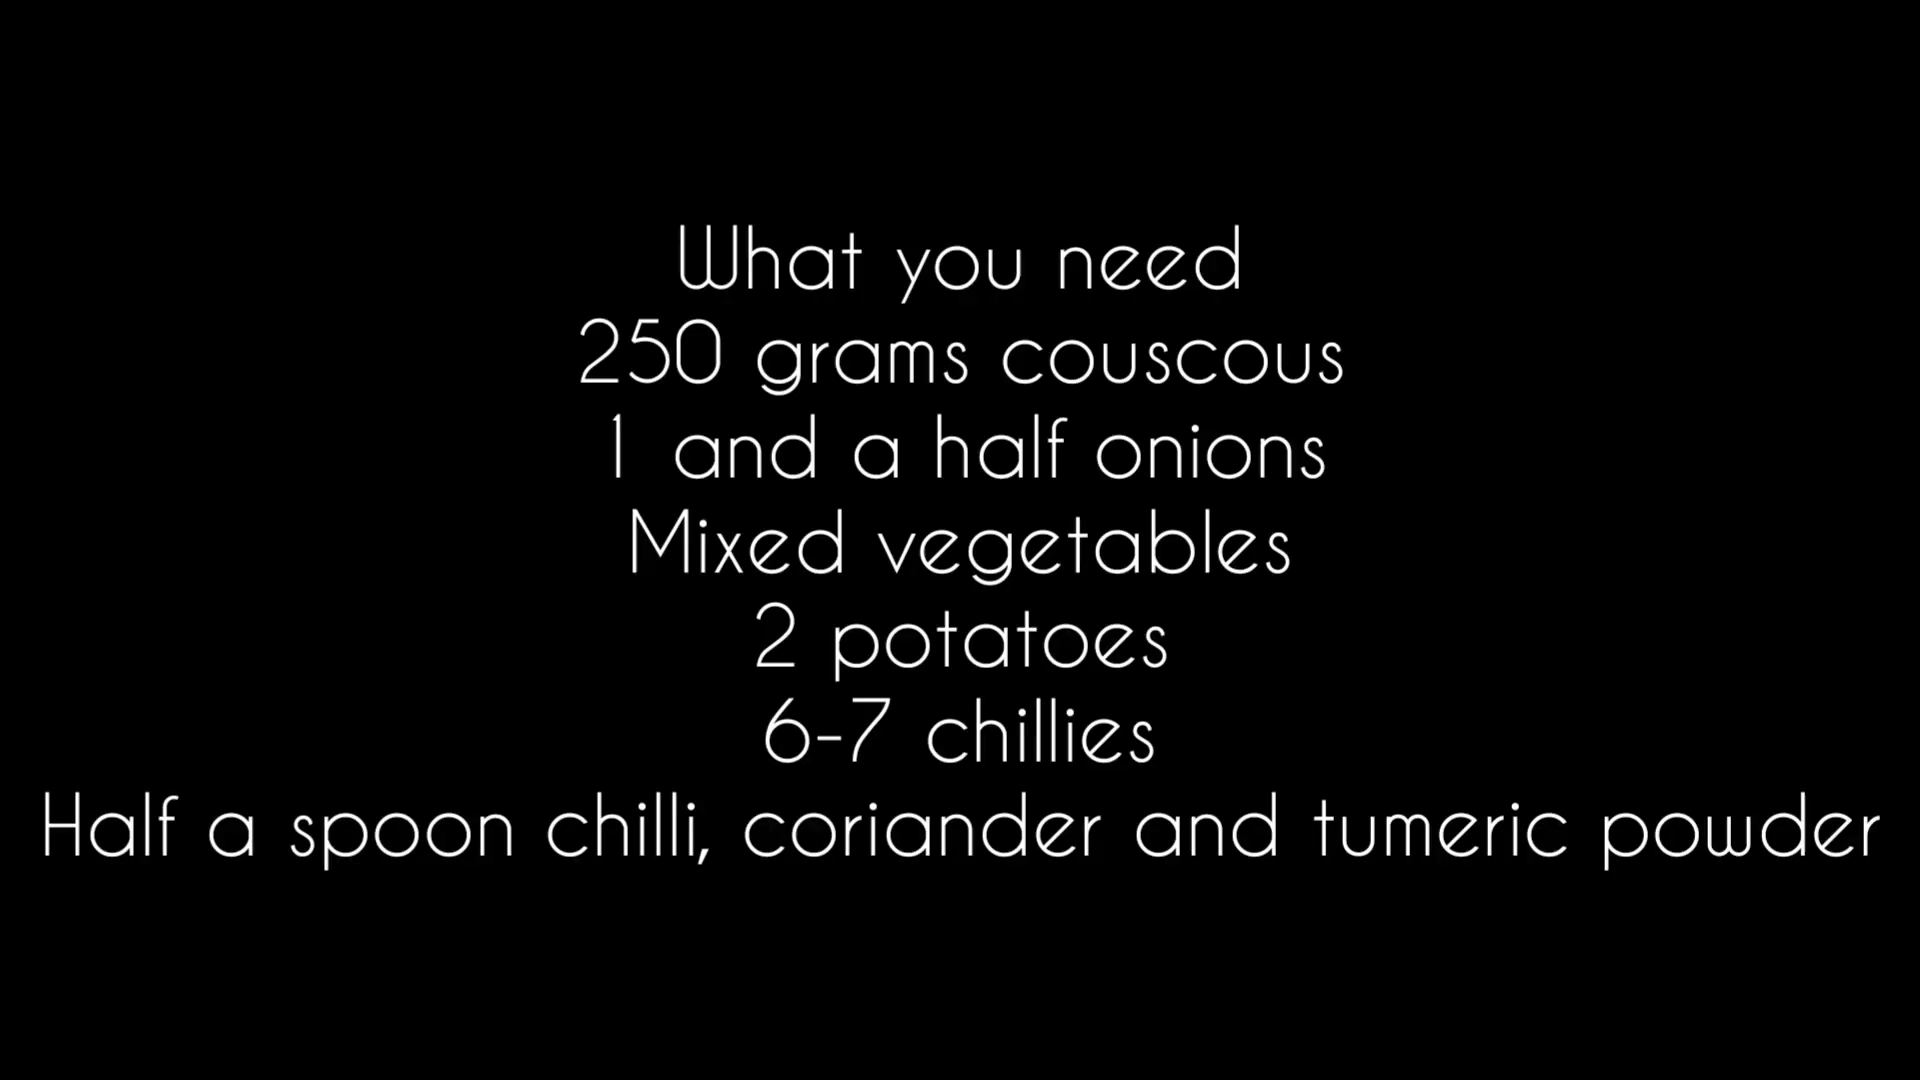 What you need
250 grams couscous
1 and a half onions
Mixed vegetables
2 potatoes
6-7 chillies
Half a spoon chilli, coriander and tumeric powder